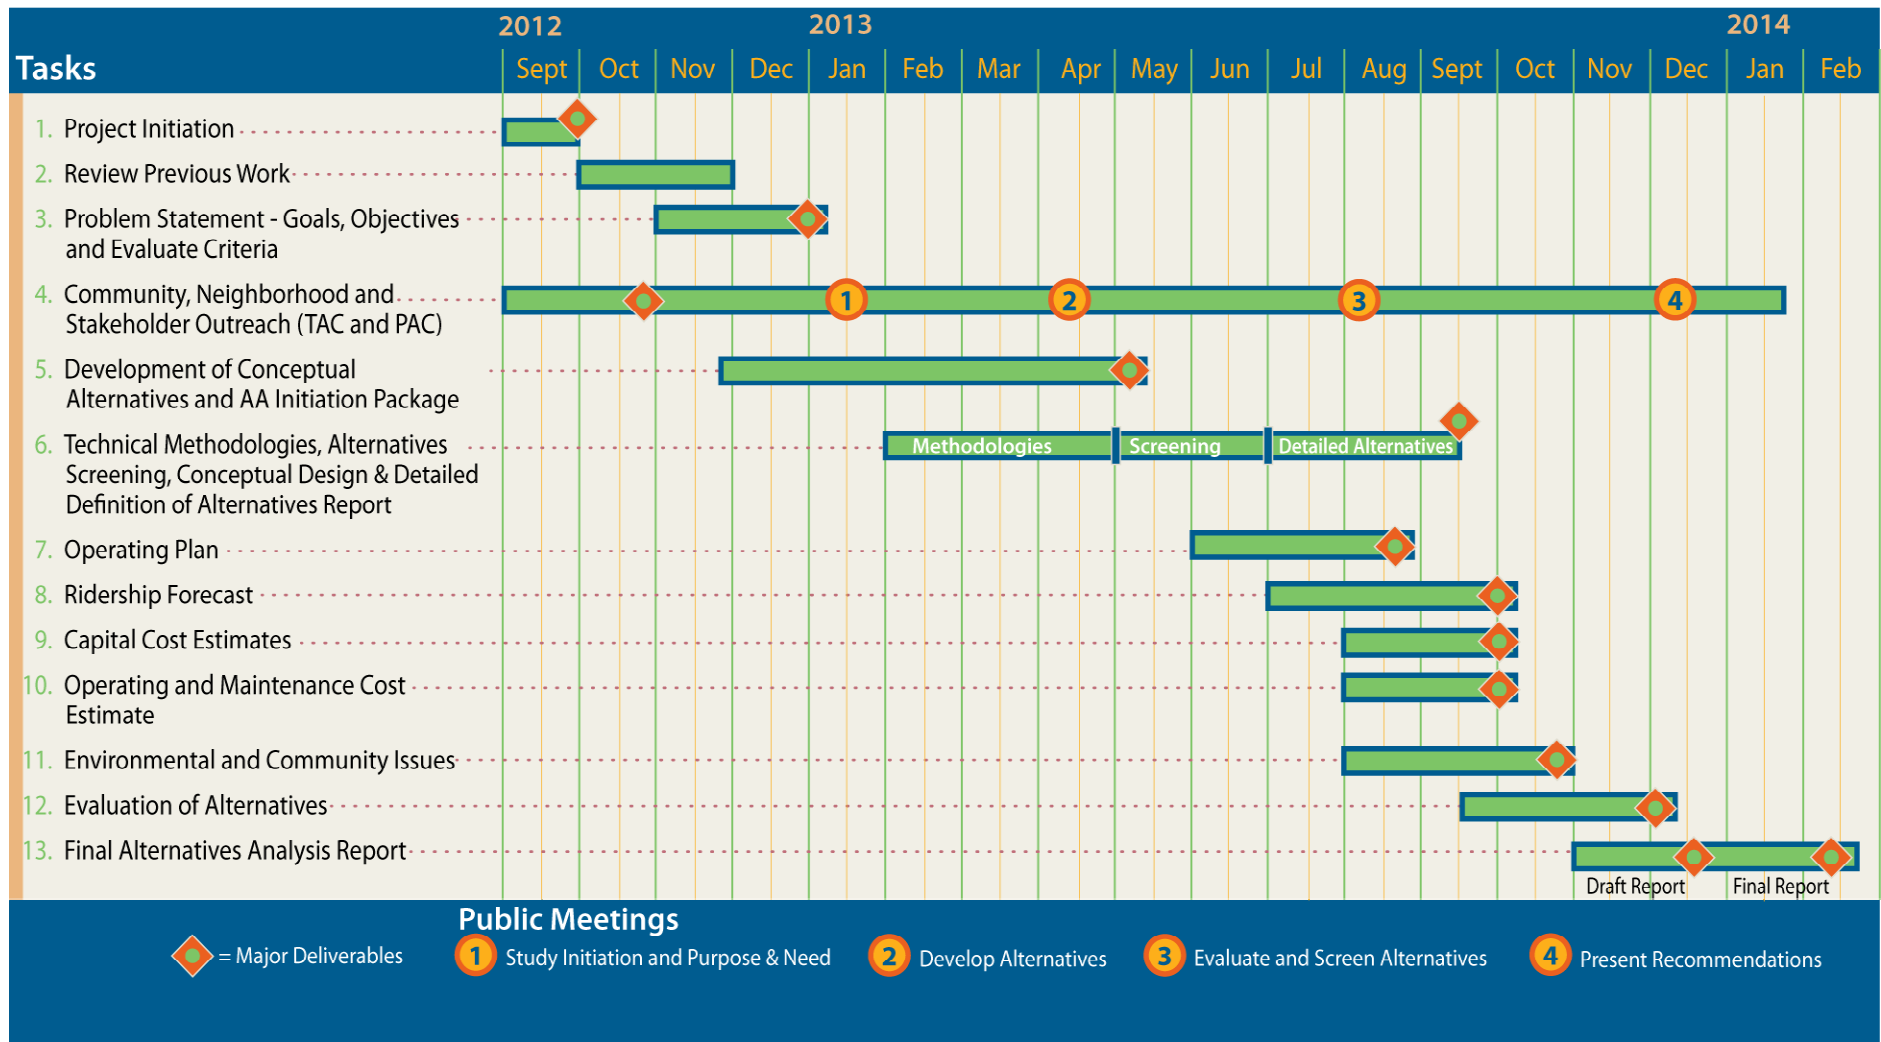 2012 2013 2014
Tasks Sept Oct Nov Dec Jan Feb Mar Apr May Jun Jul Aug Sept Oct Nov Dec Jan Feb
1. Project Initiation
2. Review Previous Work
3. Problem Statement - Goals, Objectives
and Evaluate Criteria
4. Community, Neighborhood and
Stakeholder Outreach (TAC and PAC)
1 2 3 4
5. Development of Conceptual
Alternatives and AA Initiation Package
6. Technical Methodologies, Alternatives
Screening, Conceptual Design & Detailed
Definition of Alternatives Report
Methodologies Screening Detailed Alternatives
7. Operating Plan
8. Ridership Forecast
9. Capital Cost Estimates
10. Operating and Maintenance Cost
Estimate
11. Environmental and Community Issues
12. Evaluation of Alternatives
13. Final Alternatives Analysis Report
Draft Report Final Report
Public Meetings
= Major Deliverables 1 Study Initiation and Purpose & Need 2 Develop Alternatives 3 Evaluate and Screen Alternatives 4 Present Recommendations